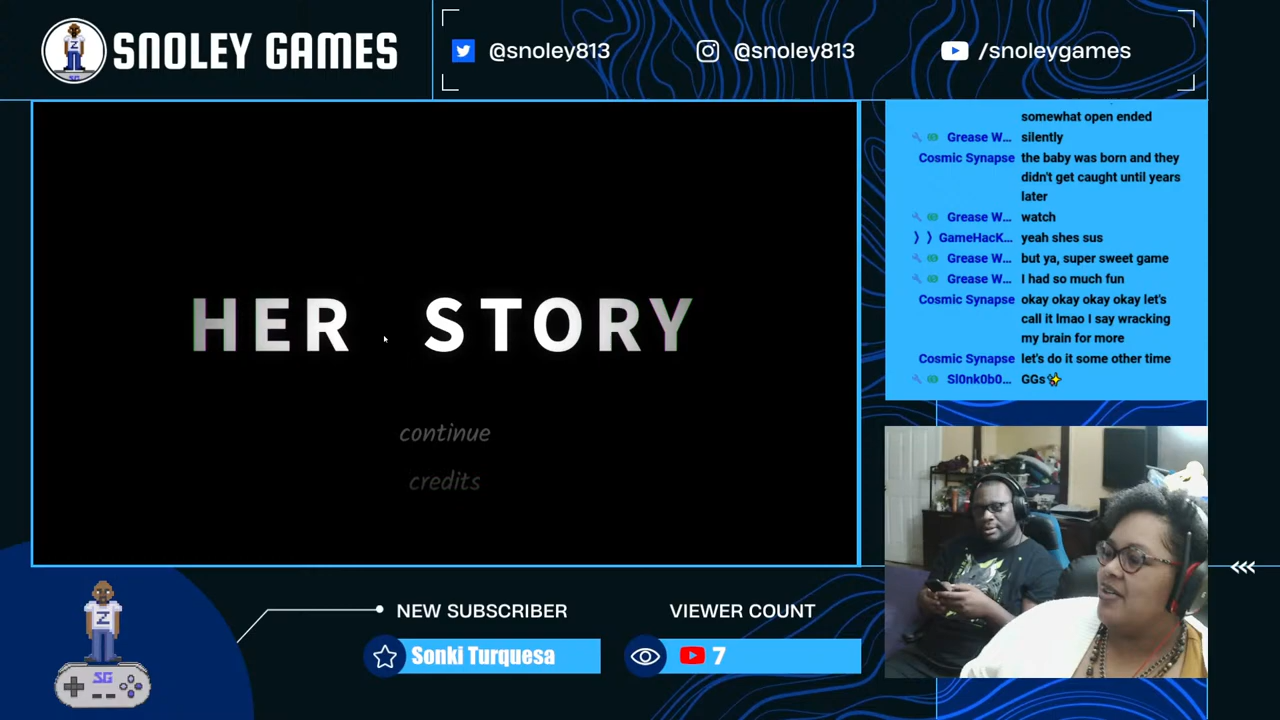 SNOLEY GAMES
@snoley813
@snoley813
/snoleygames
somewhat open ended
Grease W... silently
Cosmic Synapse the baby was born and they
didn't get caught until years
later
Grease W... watch
GameHacK... yeah shes sus
Grease W... but ya, super sweet game
Grease W... I had so much fun
Cosmic Synapse okay okay okay okay let's
call it lmao I say wracking
my brain for more
Cosmic Synapse let's do it some other time
Sl0nk0b0... GGs✨
HER STORY
continue
credits
NEW SUBSCRIBER
Sonki Turquesa
VIEWER COUNT
7
Z
SG